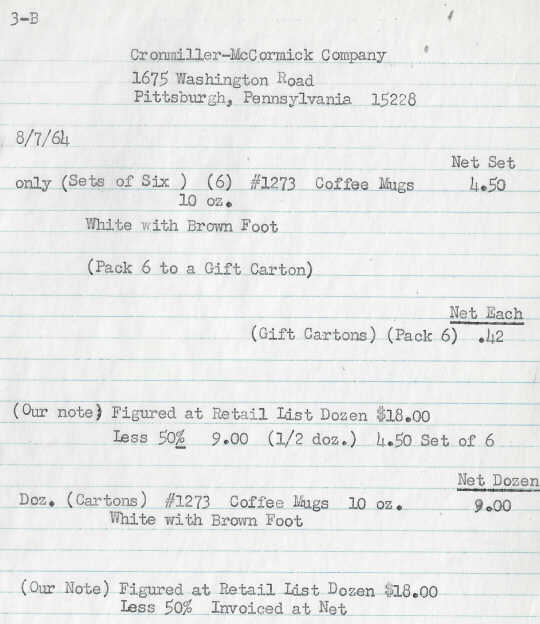 3-B
Cronmiller-McCormick Company
1675 Washington Road
Pittsburgh, Pennsylvania 15228
8/7/64
Net Set
only (Sets of Six ) (6) #1273 Coffee Mugs 4.50
10 oz.
White with Brown Foot
(Pack 6 to a Gift Carton)
Net Each
(Gift Cartons) (Pack 6) .42
(Our note) Figured at Retail List Dozen $18.00
Less 50% 9.00 (1/2 doz.) 4.50 Set of 6
Net Dozen
Doz. (Cartons) #1273 Coffee Mugs 10 oz. 9.00
White with Brown Foot
(Our Note) Figured at Retail List Dozen $18.00
Less 50% Invoiced at Net